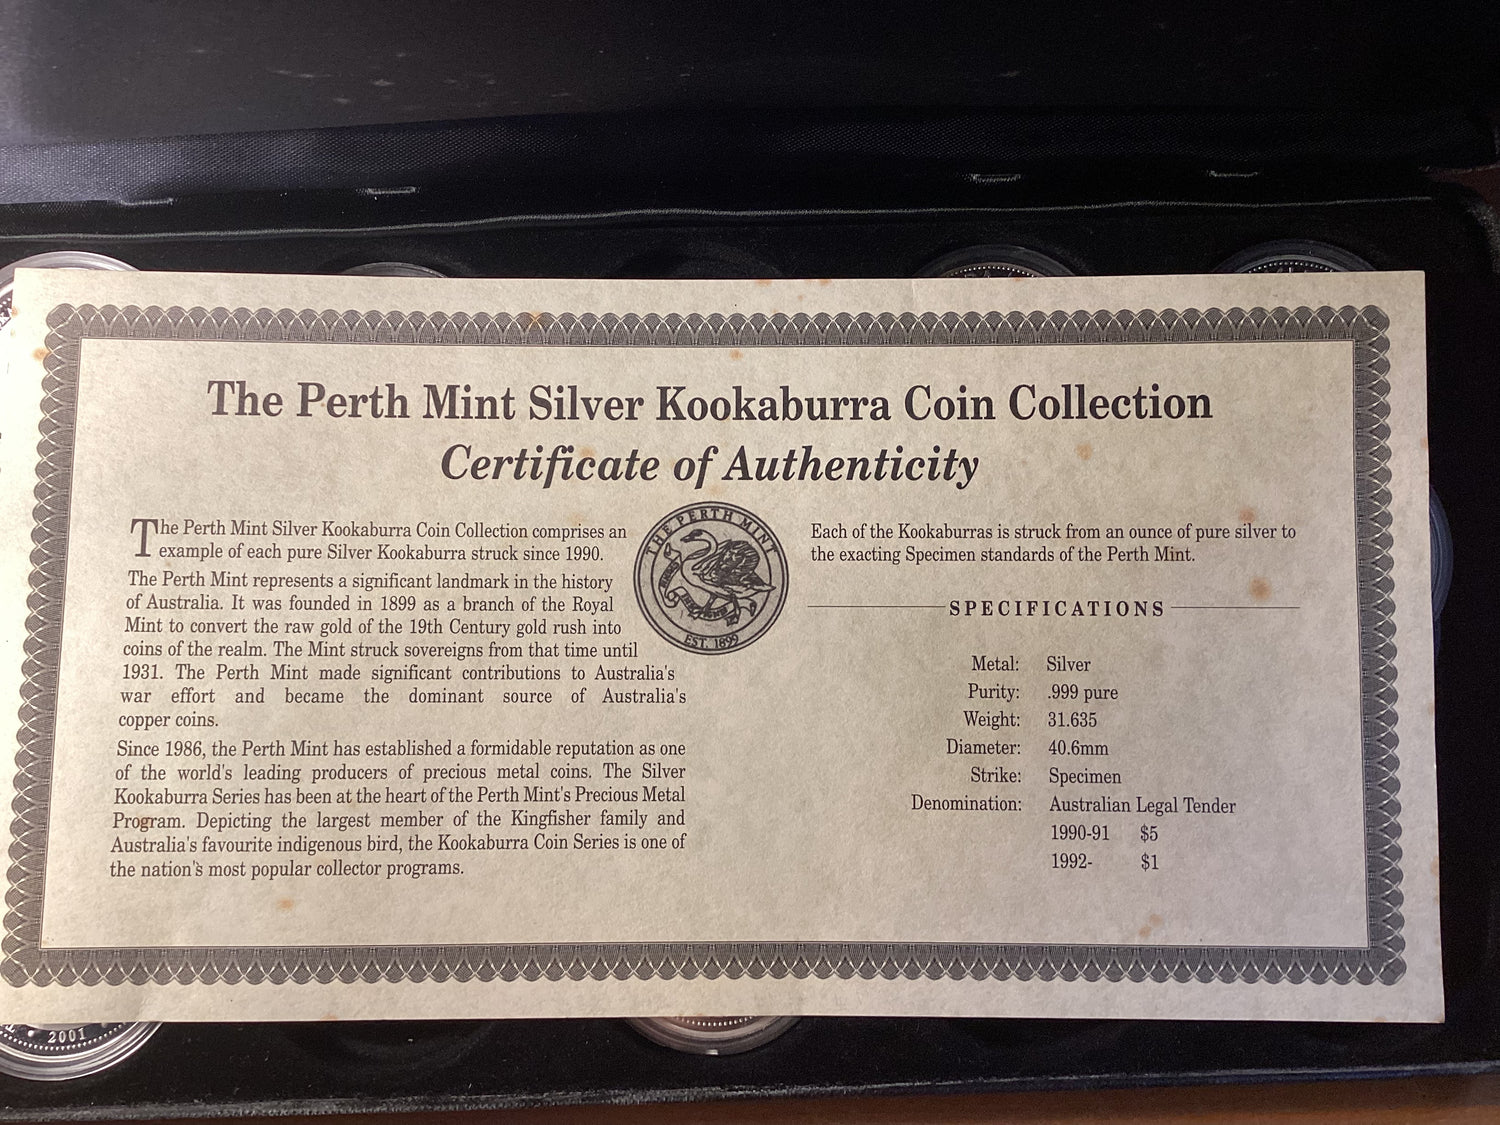 The Perth Mint Silver Kookaburra Coin Collection
Certificate of Authenticity
The Perth Mint Silver Kookaburra Coin Collection comprises an
example of each pure Silver Kookaburra struck since 1990.
The Perth Mint represents a significant landmark in the history
of Australia. It was founded in 1899 as a branch of the Royal
Mint to convert the raw gold of the 19th Century gold rush into
coins of the realm. The Mint struck sovereigns from that time until
1931. The Perth Mint made significant contributions to Australia's
war effort and became the dominant source of Australia's
copper coins.
Since 1986, the Perth Mint has established a formidable reputation as one
of the world's leading producers of precious metal coins. The Silver
Kookaburra Series has been at the heart of the Perth Mint's Precious Metal
Program. Depicting the largest member of the Kingfisher family and
Australia's favourite indigenous bird, the Kookaburra Coin Series is one of
the nation's most popular collector programs.
THE PERTH MINT
EST. 1899
Each of the Kookaburras is struck from an ounce of pure silver to
the exacting Specimen standards of the Perth Mint.
SPECIFICATIONS
Metal: Silver
Purity: .999 pure
Weight: 31.635
Diameter: 40.6mm
Strike: Specimen
Denomination: Australian Legal Tender
1990-91 $5
1992- $1
2001